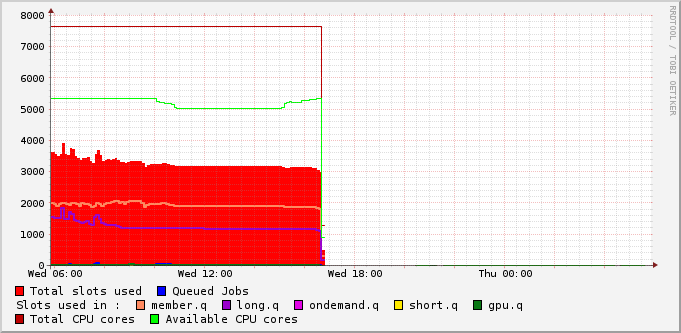 8000
7000
6000
5000
4000
3000
2000
1000
0
Wed 06:00 Wed 12:00 Wed 18:00 Thu 00:00
Total slots used Queued Jobs
Slots used in : member.q long.q ondemand.q short.q gpu.q
Total CPU cores Available CPU cores
RRDTOOL / TOBI OETIKER